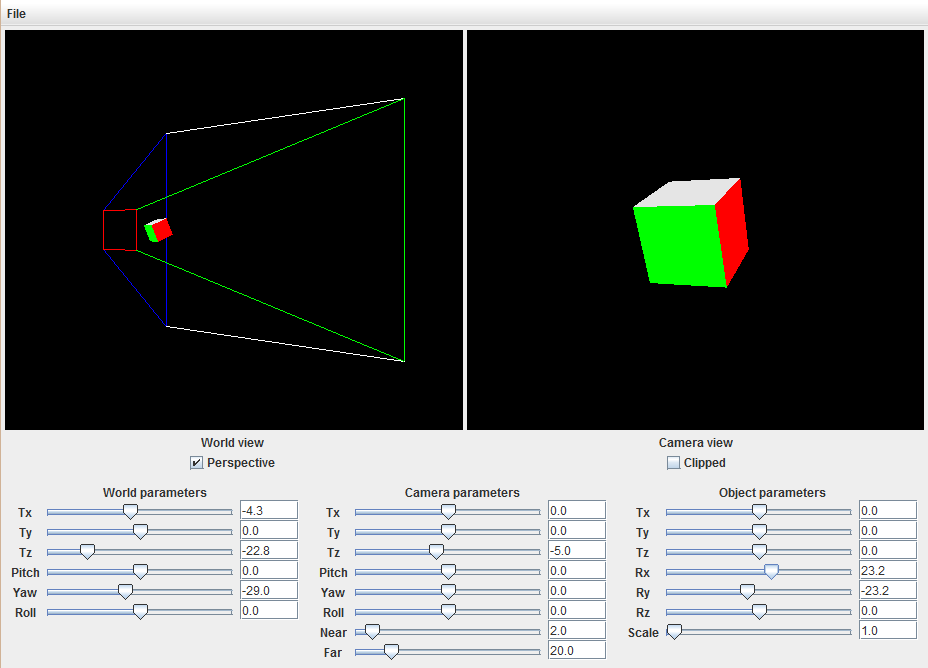 File
World view
Camera view
Perspective
Clipped
World parameters
Camera parameters
Object parameters
Tx -4.3
Tx 0.0
Tx 0.0
Ty 0.0
Ty 0.0
Ty 0.0
Tz -22.8
Tz -5.0
Tz 0.0
Pitch 0.0
Pitch 0.0
Rx 23.2
Yaw -29.0
Yaw 0.0
Ry -23.2
Roll 0.0
Roll 0.0
Rz 0.0
Near 2.0
Scale 1.0
Far 20.0